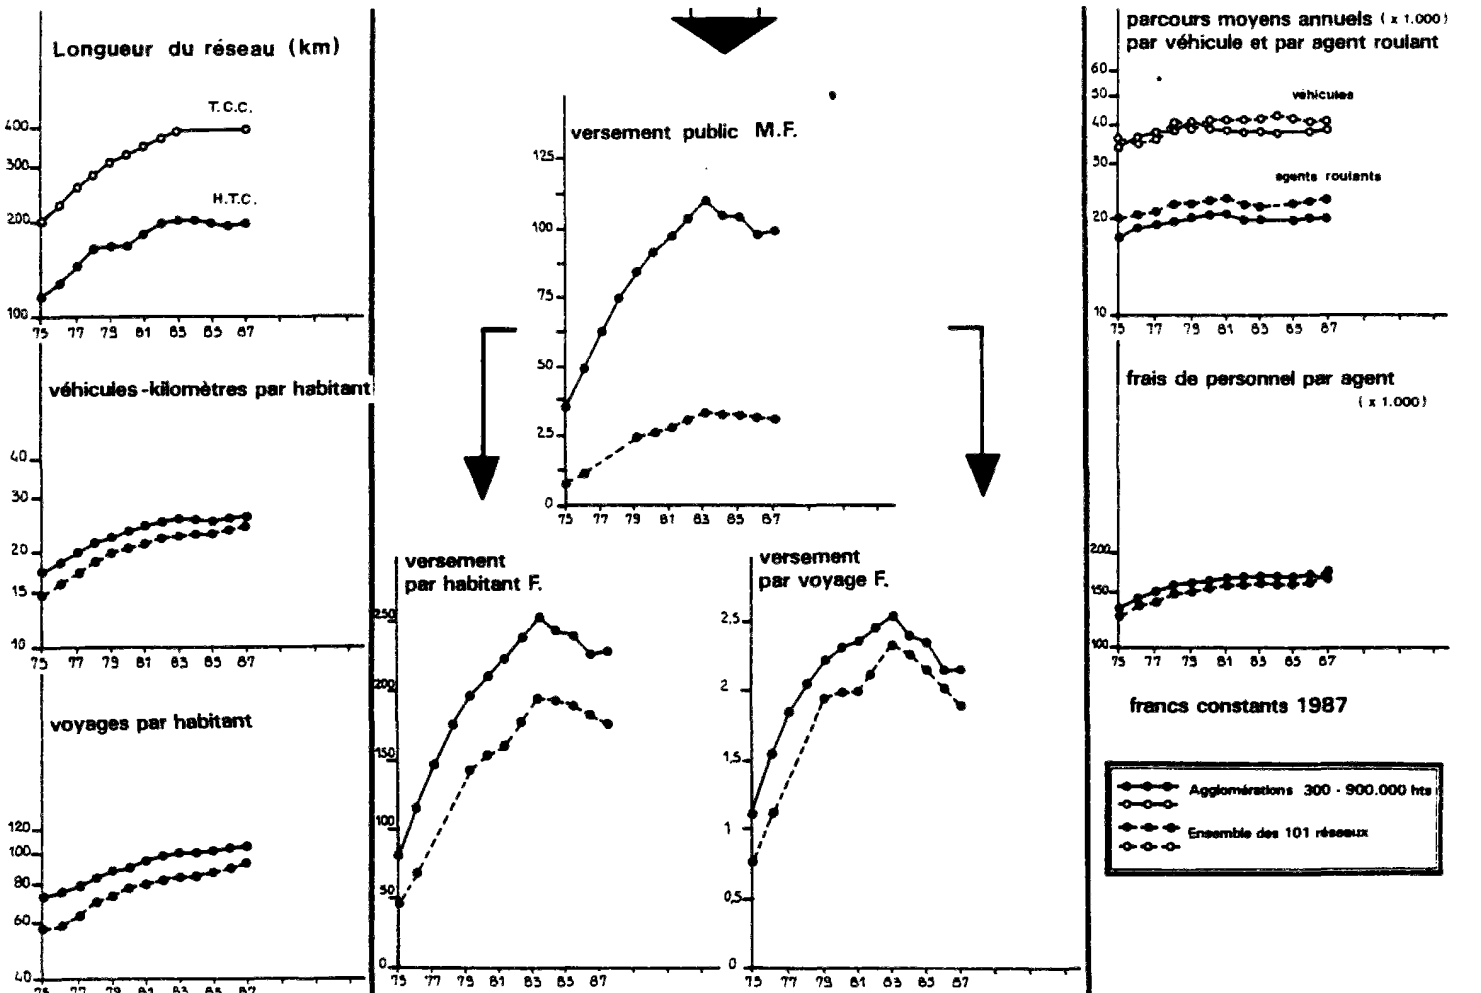 Longueur du réseau (km)
T.C.C.
H.T.C.
400
300
200
100
75 77 79 81 83 85 87
véhicules-kilomètres par habitant
40
30
20
15
10
75 77 79 81 83 85 87
voyages par habitant
120
100
80
60
40
75 77 79 81 83 85 87
versement public M.F.
125
100
75
50
25
0
75 77 79 81 83 85 87
versement
par habitant F.
250
200
150
100
50
0
75 77 79 81 83 85 87
versement
par voyage F.
2,5
2
1,5
1
0,5
0
75 77 79 81 83 85 87
parcours moyens annuels (x 1.000)
par véhicule et par agent roulant
60
50
40
30
20
10
véhicules
agents roulants
75 77 79 81 83 85 87
frais de personnel par agent
(x 1.000)
200
150
100
75 77 79 81 83 85 87
francs constants 1987
Agglomérations 300 - 900.000 hts
Ensemble des 101 réseaux